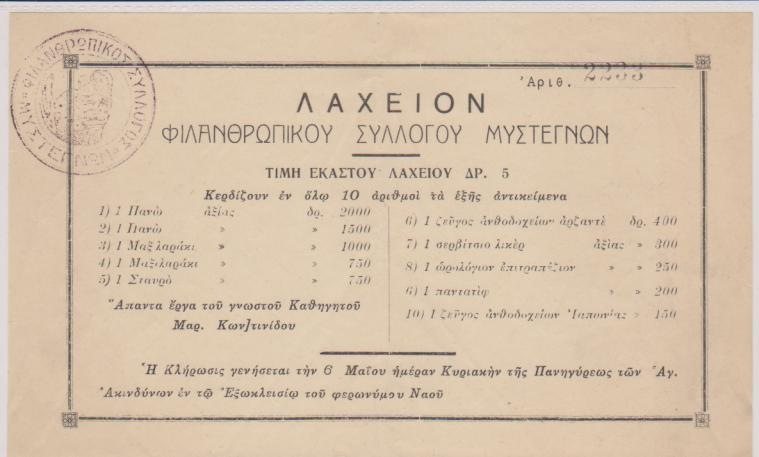 ΦΙΛΑΝΘΡΩΠΙΚΟΣ ΣΥΛΛΟΓΟΣ ΜΥΣΤΕΓΝΩΝ
Ἀριθ. 2233
ΛΑΧΕΙΟΝ
ΦΙΛΑΝΘΡΩΠΙΚΟΥ ΣΥΛΛΟΓΟΥ ΜΥΣΤΕΓΝΩΝ
ΤΙΜΗ ΕΚΑΣΤΟΥ ΛΑΧΕΙΟΥ ΔΡ. 5
Κερδίζουν ἐν ὅλῳ 10 ἀριθμοὶ τὰ ἑξῆς ἀντικείμενα
1) 1 Πανὼ ἀξίας δρ. 2000
2) 1 Πανὼ » » 1500
3) 1 Μαξιλαράκι » » 1000
4) 1 Μαξιλαράκι » » 750
5) 1 Σταυρὸ » » 750
Ἅπαντα ἔργα τοῦ γνωστοῦ Καθηγητοῦ
Μαρ. Κων]τινίδου
6) 1 ζεῦγος ἀνθοδοχείων ἀρζαντὲ δρ. 400
7) 1 σερβίτσιο λικὲρ ἀξίας » 300
8) 1 ὡρολόγιον ἐπιτραπέζιον » » 250
6) 1 παντατὶφ » » 200
10) 1 ζεῦγος ἀνθοδοχείων Ἰαπωνίας » 150
Ἡ Κλήρωσις γενήσεται τὴν 6 Μαΐου ἡμέραν Κυριακὴν τῆς Πανηγύρεως τῶν Ἁγ.
Ἀκινδύνων ἐν τῷ Ἐξωκλεισίῳ τοῦ φερωνύμου Ναοῦ